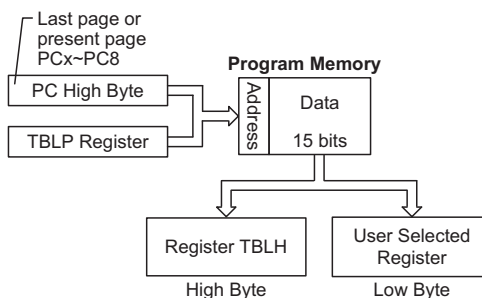 Last page or
present page
PCx~PC8
Program Memory
PC High Byte
TBLP Register
Address
Data
15 bits
Register TBLH
User Selected
Register
High Byte
Low Byte